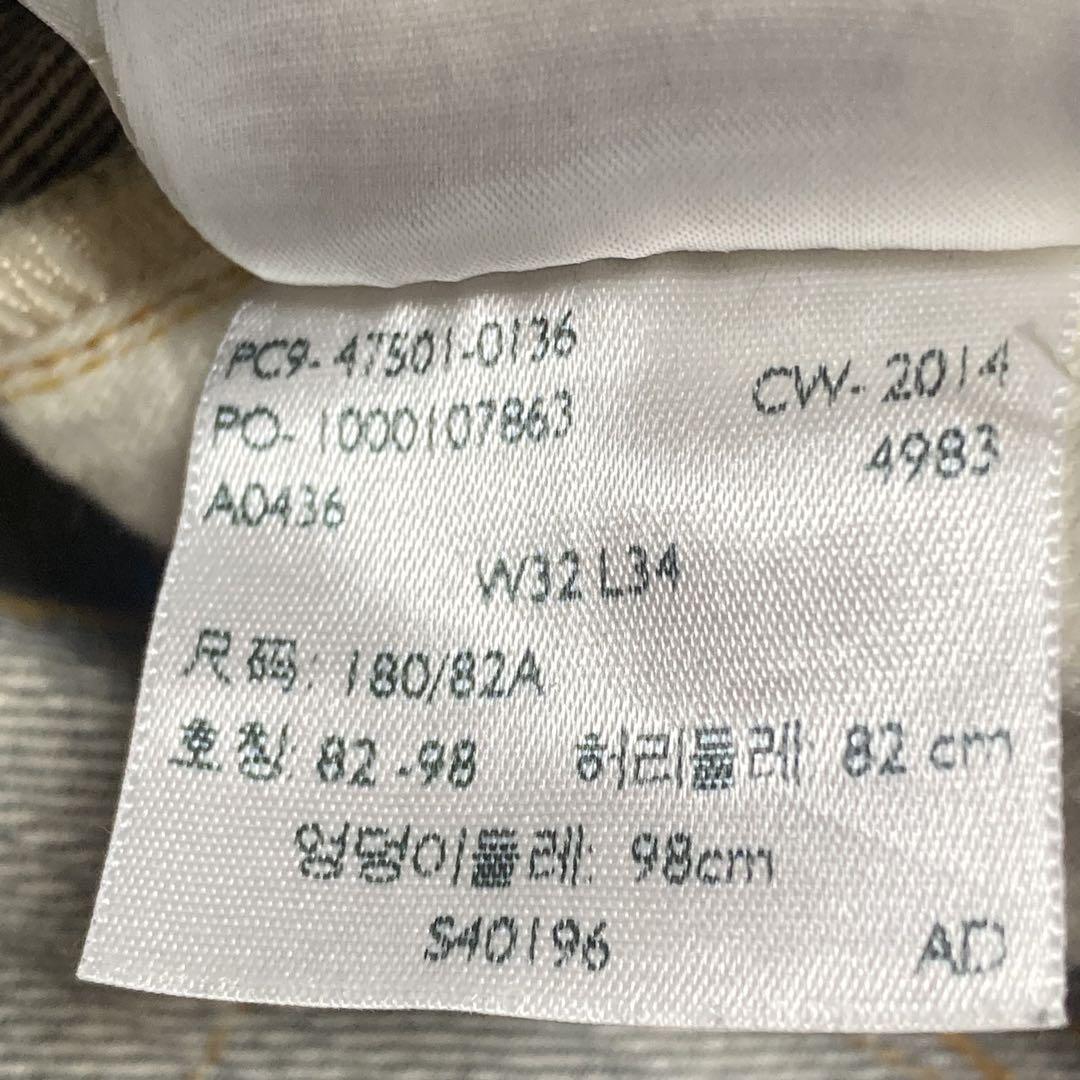 PC9-47501-0136
CW-2014
PO-1000107863
4983
A0436
W32 L34
尺码: 180/82A
호칭: 82-98 허리둘레: 82 cm
엉덩이둘레: 98cm
S40196 AD